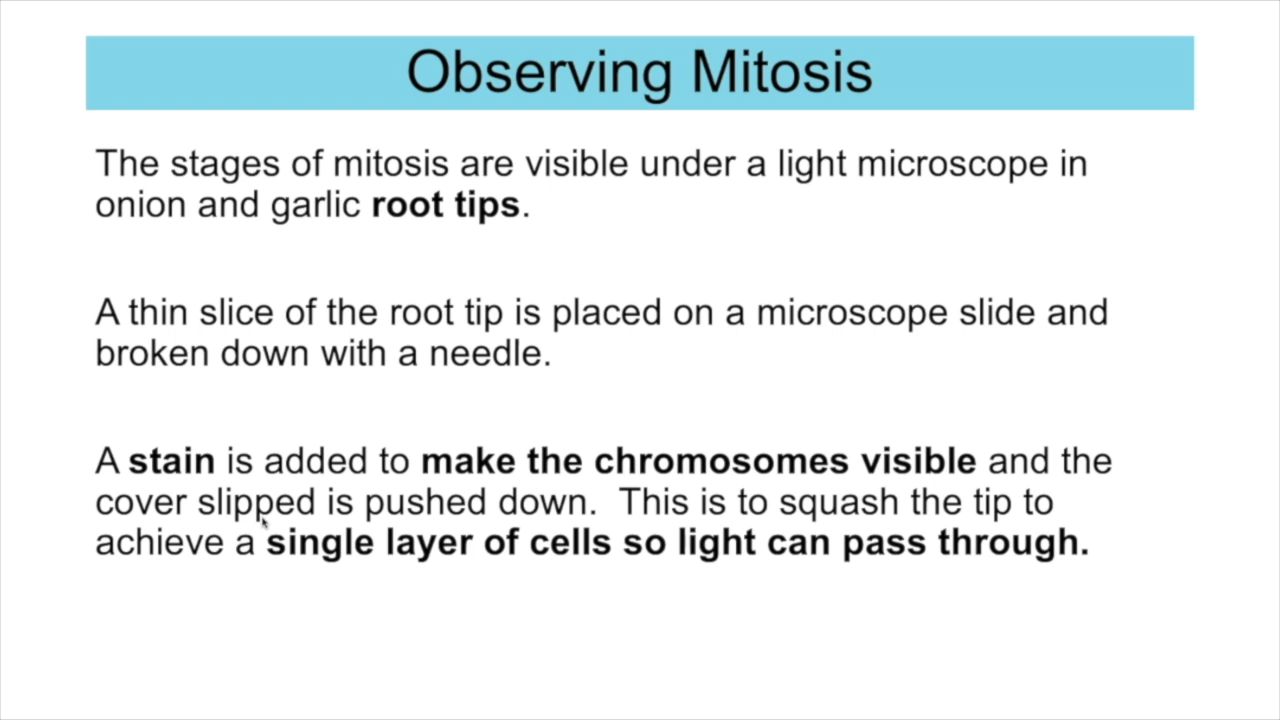 Observing Mitosis
The stages of mitosis are visible under a light microscope in
onion and garlic root tips.
A thin slice of the root tip is placed on a microscope slide and
broken down with a needle.
A stain is added to make the chromosomes visible and the
cover slipped is pushed down.  This is to squash the tip to
achieve a single layer of cells so light can pass through.